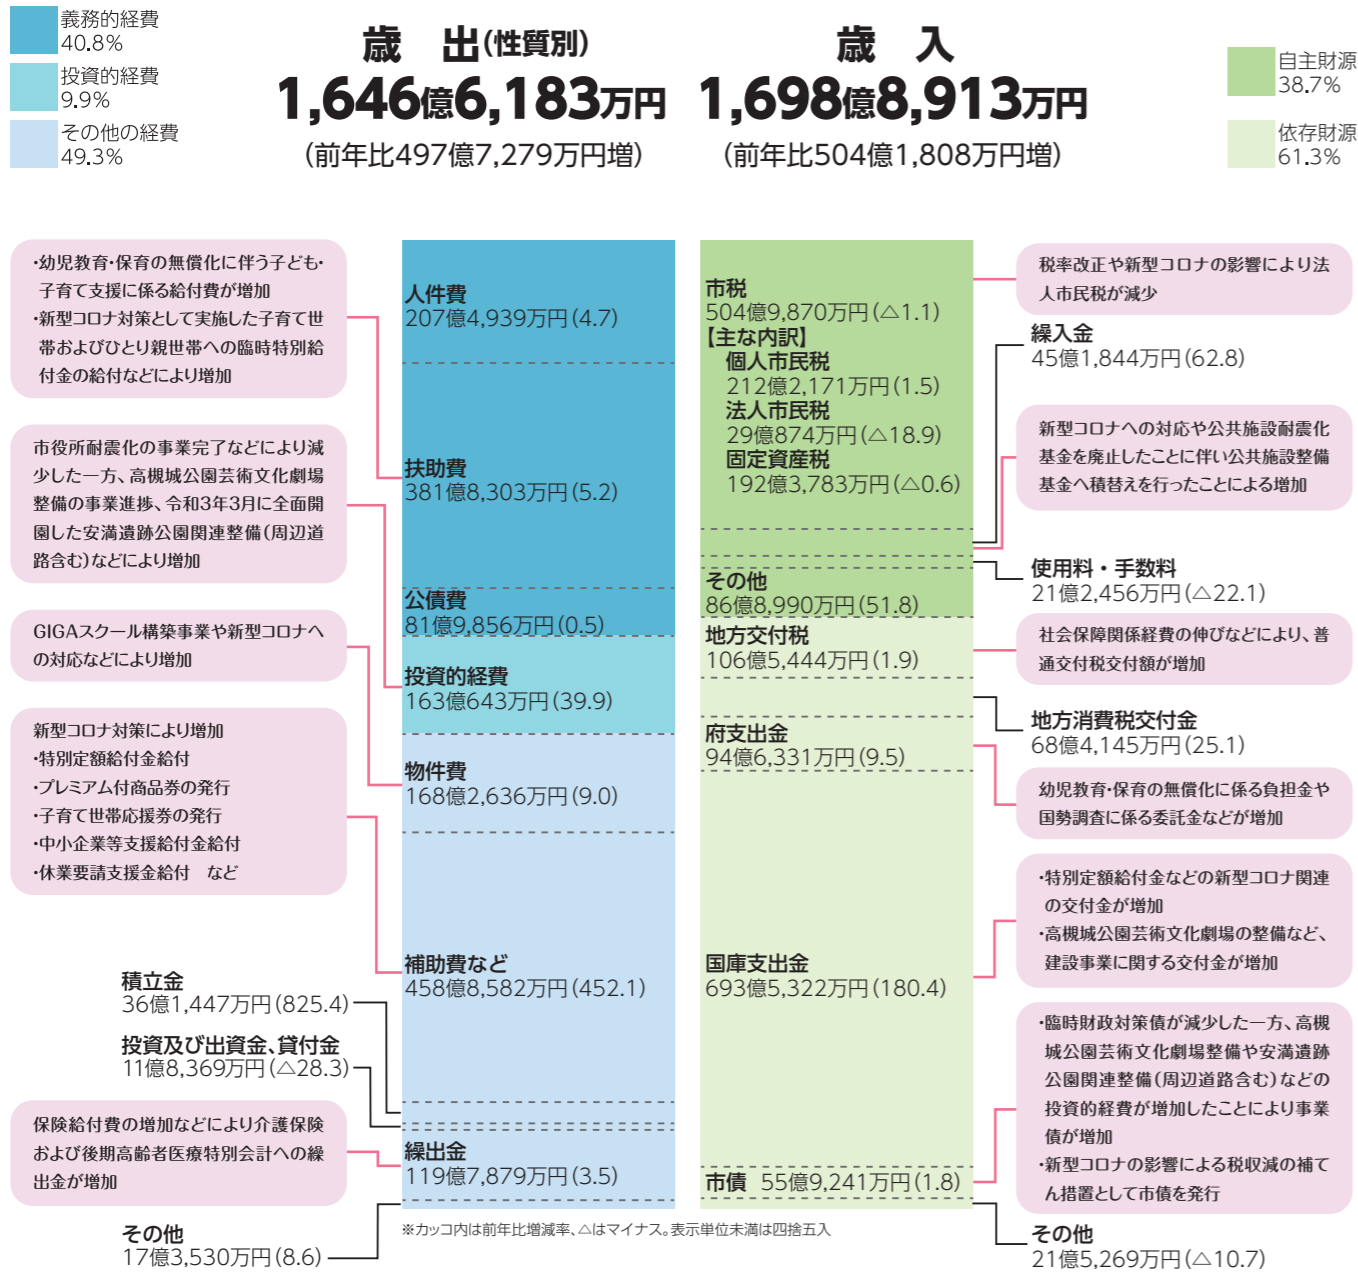 義務的経費
40.8%
投資的経費
9.9%
その他の経費
49.3%
歳 出(性質別)
1,646億6,183万円
(前年比497億7,279万円増)
歳 入
1,698億8,913万円
(前年比504億1,808万円増)
自主財源
38.7%
依存財源
61.3%
・幼児教育・保育の無償化に伴う子ども・
子育て支援に係る給付費が増加
・新型コロナ対策として実施した子育て世
帯およびひとり親世帯への臨時特別給
付金の給付などにより増加
市役所耐震化の事業完了などにより減
少した一方、高槻城公園芸術文化劇場
整備の事業進捗、令和3年3月に全面開
園した安満遺跡公園関連整備(周辺道
路含む)などにより増加
GIGAスクール構築事業や新型コロナへ
の対応などにより増加
新型コロナ対策により増加
・特別定額給付金給付
・プレミアム付商品券の発行
・子育て世帯応援券の発行
・中小企業等支援給付金給付
・休業要請支援金給付 など
積立金
36億1,447万円(825.4)
投資及び出資金、貸付金
11億8,369万円(△28.3)
保険給付費の増加などにより介護保険
および後期高齢者医療特別会計への繰
出金が増加
その他
17億3,530万円(8.6)
人件費
207億4,939万円(4.7)
扶助費
381億8,303万円(5.2)
公債費
81億9,856万円(0.5)
投資的経費
163億643万円(39.9)
物件費
168億2,636万円(9.0)
補助費など
458億8,582万円(452.1)
繰出金
119億7,879万円(3.5)
市税
504億9,870万円(△1.1)
【主な内訳】
個人市民税
212億2,171万円(1.5)
法人市民税
29億874万円(△18.9)
固定資産税
192億3,783万円(△0.6)
その他
86億8,990万円(51.8)
地方交付税
106億5,444万円(1.9)
府支出金
94億6,331万円(9.5)
国庫支出金
693億5,322万円(180.4)
市債 55億9,241万円(1.8)
税率改正や新型コロナの影響により法
人市民税が減少
繰入金
45億1,844万円(62.8)
新型コロナへの対応や公共施設耐震化
基金を廃止したことに伴い公共施設整備
基金へ積替えを行ったことによる増加
使用料・手数料
21億2,456万円(△22.1)
社会保障関係経費の伸びなどにより、普
通交付税交付額が増加
地方消費税交付金
68億4,145万円(25.1)
幼児教育・保育の無償化に係る負担金や
国勢調査に係る委託金などが増加
・特別定額給付金などの新型コロナ関連
の交付金が増加
・高槻城公園芸術文化劇場の整備など、
建設事業に関する交付金が増加
・臨時財政対策債が減少した一方、高槻
城公園芸術文化劇場整備や安満遺跡
公園関連整備(周辺道路含む)などの
投資的経費が増加したことにより事業
債が増加
・新型コロナの影響による税収減の補て
ん措置として市債を発行
その他
21億5,269万円(△10.7)
※カッコ内は前年比増減率、△はマイナス。表示単位未満は四捨五入